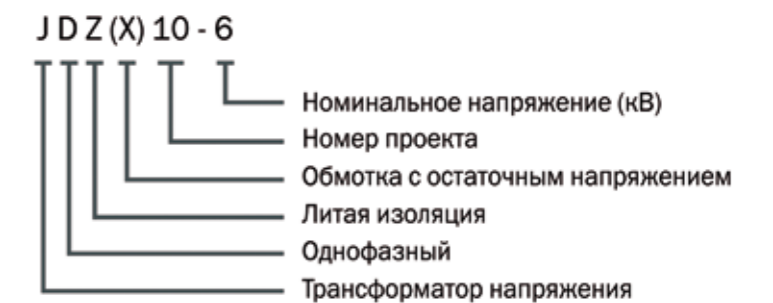 J D Z (X) 10 - 6
Номинальное напряжение (кВ)
Номер проекта
Обмотка с остаточным напряжением
Литая изоляция
Однофазный
Трансформатор напряжения